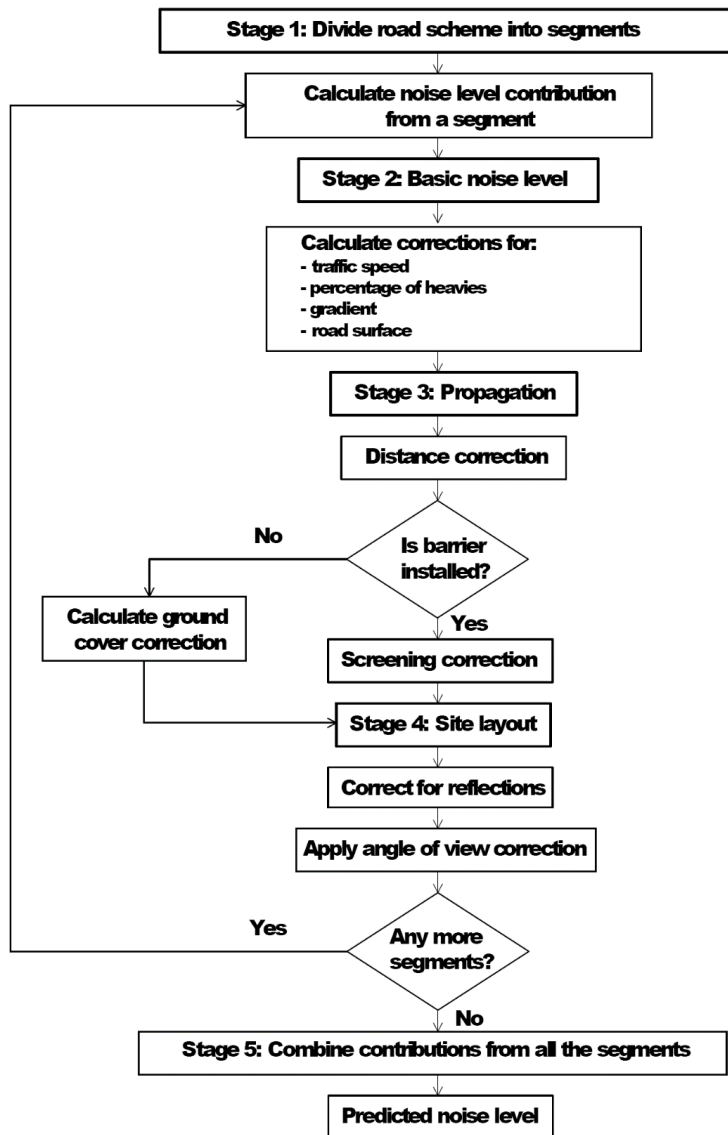 Stage 1: Divide road scheme into segments
Calculate noise level contribution
from a segment
Stage 2: Basic noise level
Calculate corrections for:
- traffic speed
- percentage of heavies
- gradient
- road surface
Stage 3: Propagation
Distance correction
No
Is barrier
installed?
Calculate ground
cover correction
Yes
Screening correction
Stage 4: Site layout
Correct for reflections
Apply angle of view correction
Yes
Any more
segments?
No
Stage 5: Combine contributions from all the segments
Predicted noise level